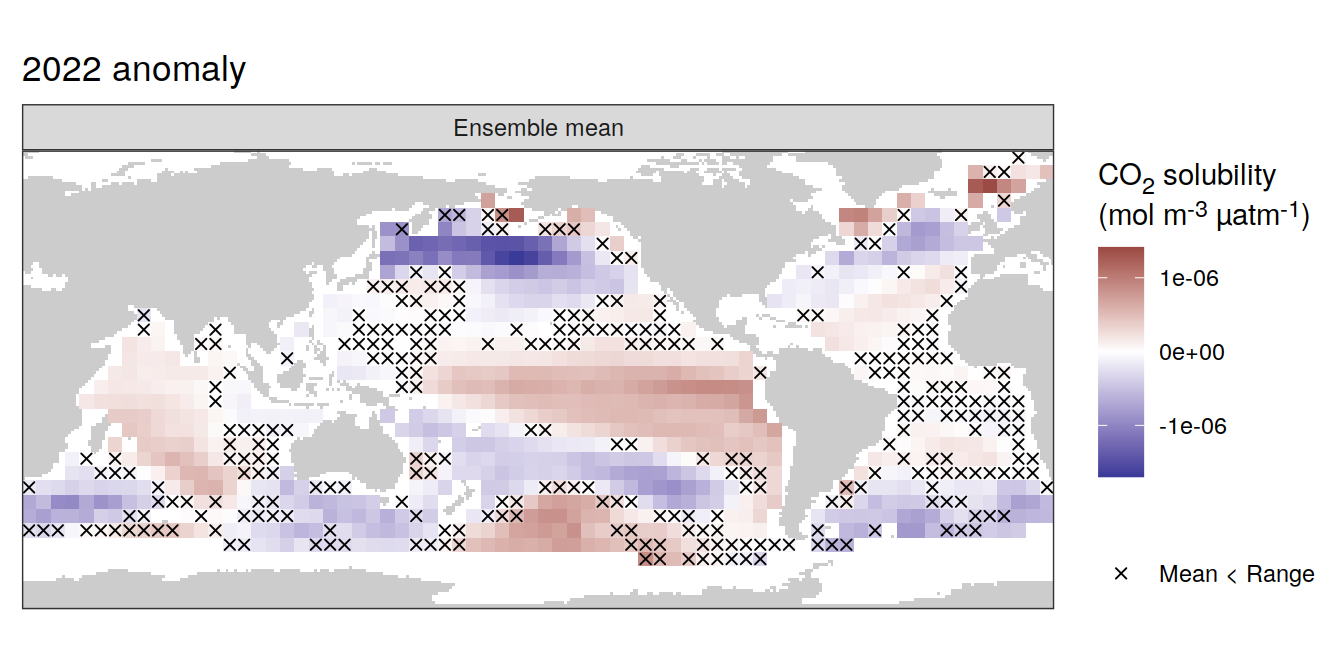 2022 anomaly
Ensemble mean
CO₂ solubility
(mol m⁻³ µatm⁻¹)
1e-06
0e+00
-1e-06
Mean < Range